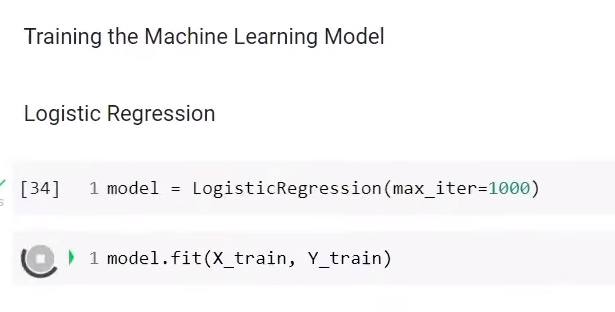 Training the Machine Learning Model
Logistic Regression
[34] 1 model = LogisticRegression(max_iter=1000)
1 model.fit(X_train, Y_train)